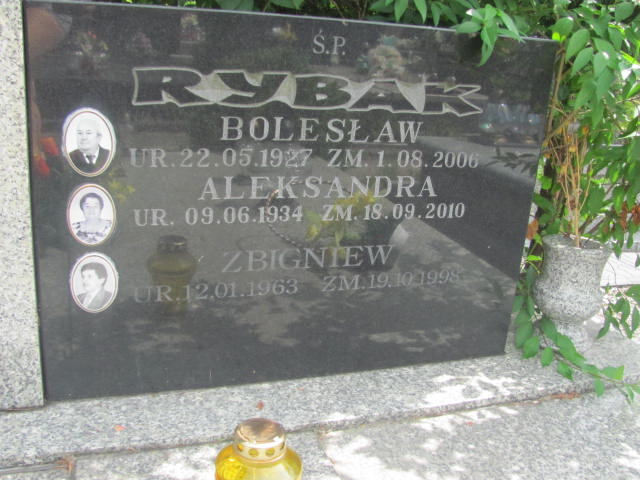 Ś.P.
RYBAK
BOLESŁAW
UR. 22.05.1927 ZM. 1.08.2006
ALEKSANDRA
UR. 09.06.1934 ZM. 18.09.2010
ZBIGNIEW
UR. 12.01.1963 ZM. 19.10.1998